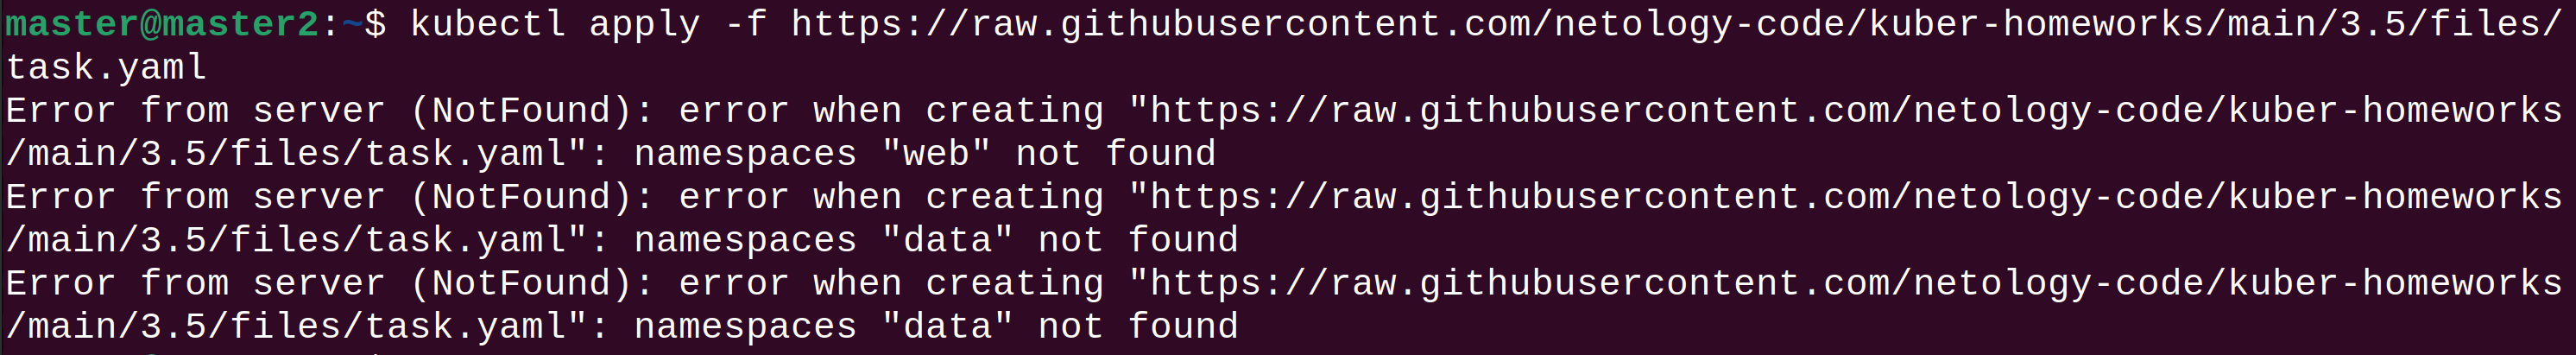 master@master2:~$ kubectl apply -f https://raw.githubusercontent.com/netology-code/kuber-homeworks/main/3.5/files/
task.yaml
Error from server (NotFound): error when creating "https://raw.githubusercontent.com/netology-code/kuber-homeworks
/main/3.5/files/task.yaml": namespaces "web" not found
Error from server (NotFound): error when creating "https://raw.githubusercontent.com/netology-code/kuber-homeworks
/main/3.5/files/task.yaml": namespaces "data" not found
Error from server (NotFound): error when creating "https://raw.githubusercontent.com/netology-code/kuber-homeworks
/main/3.5/files/task.yaml": namespaces "data" not found